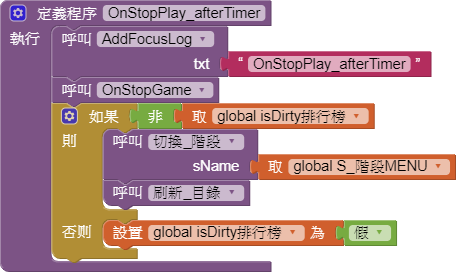 定義程序 OnStopPlay_afterTimer
執行 呼叫 AddFocusLog
txt “ OnStopPlay_afterTimer ”
呼叫 OnStopGame
如果 非 取 global isDirty排行榜
則 呼叫 切換_階段
sName 取 global S_階段MENU
呼叫 刷新_目錄
否則 設置 global isDirty排行榜 為 假